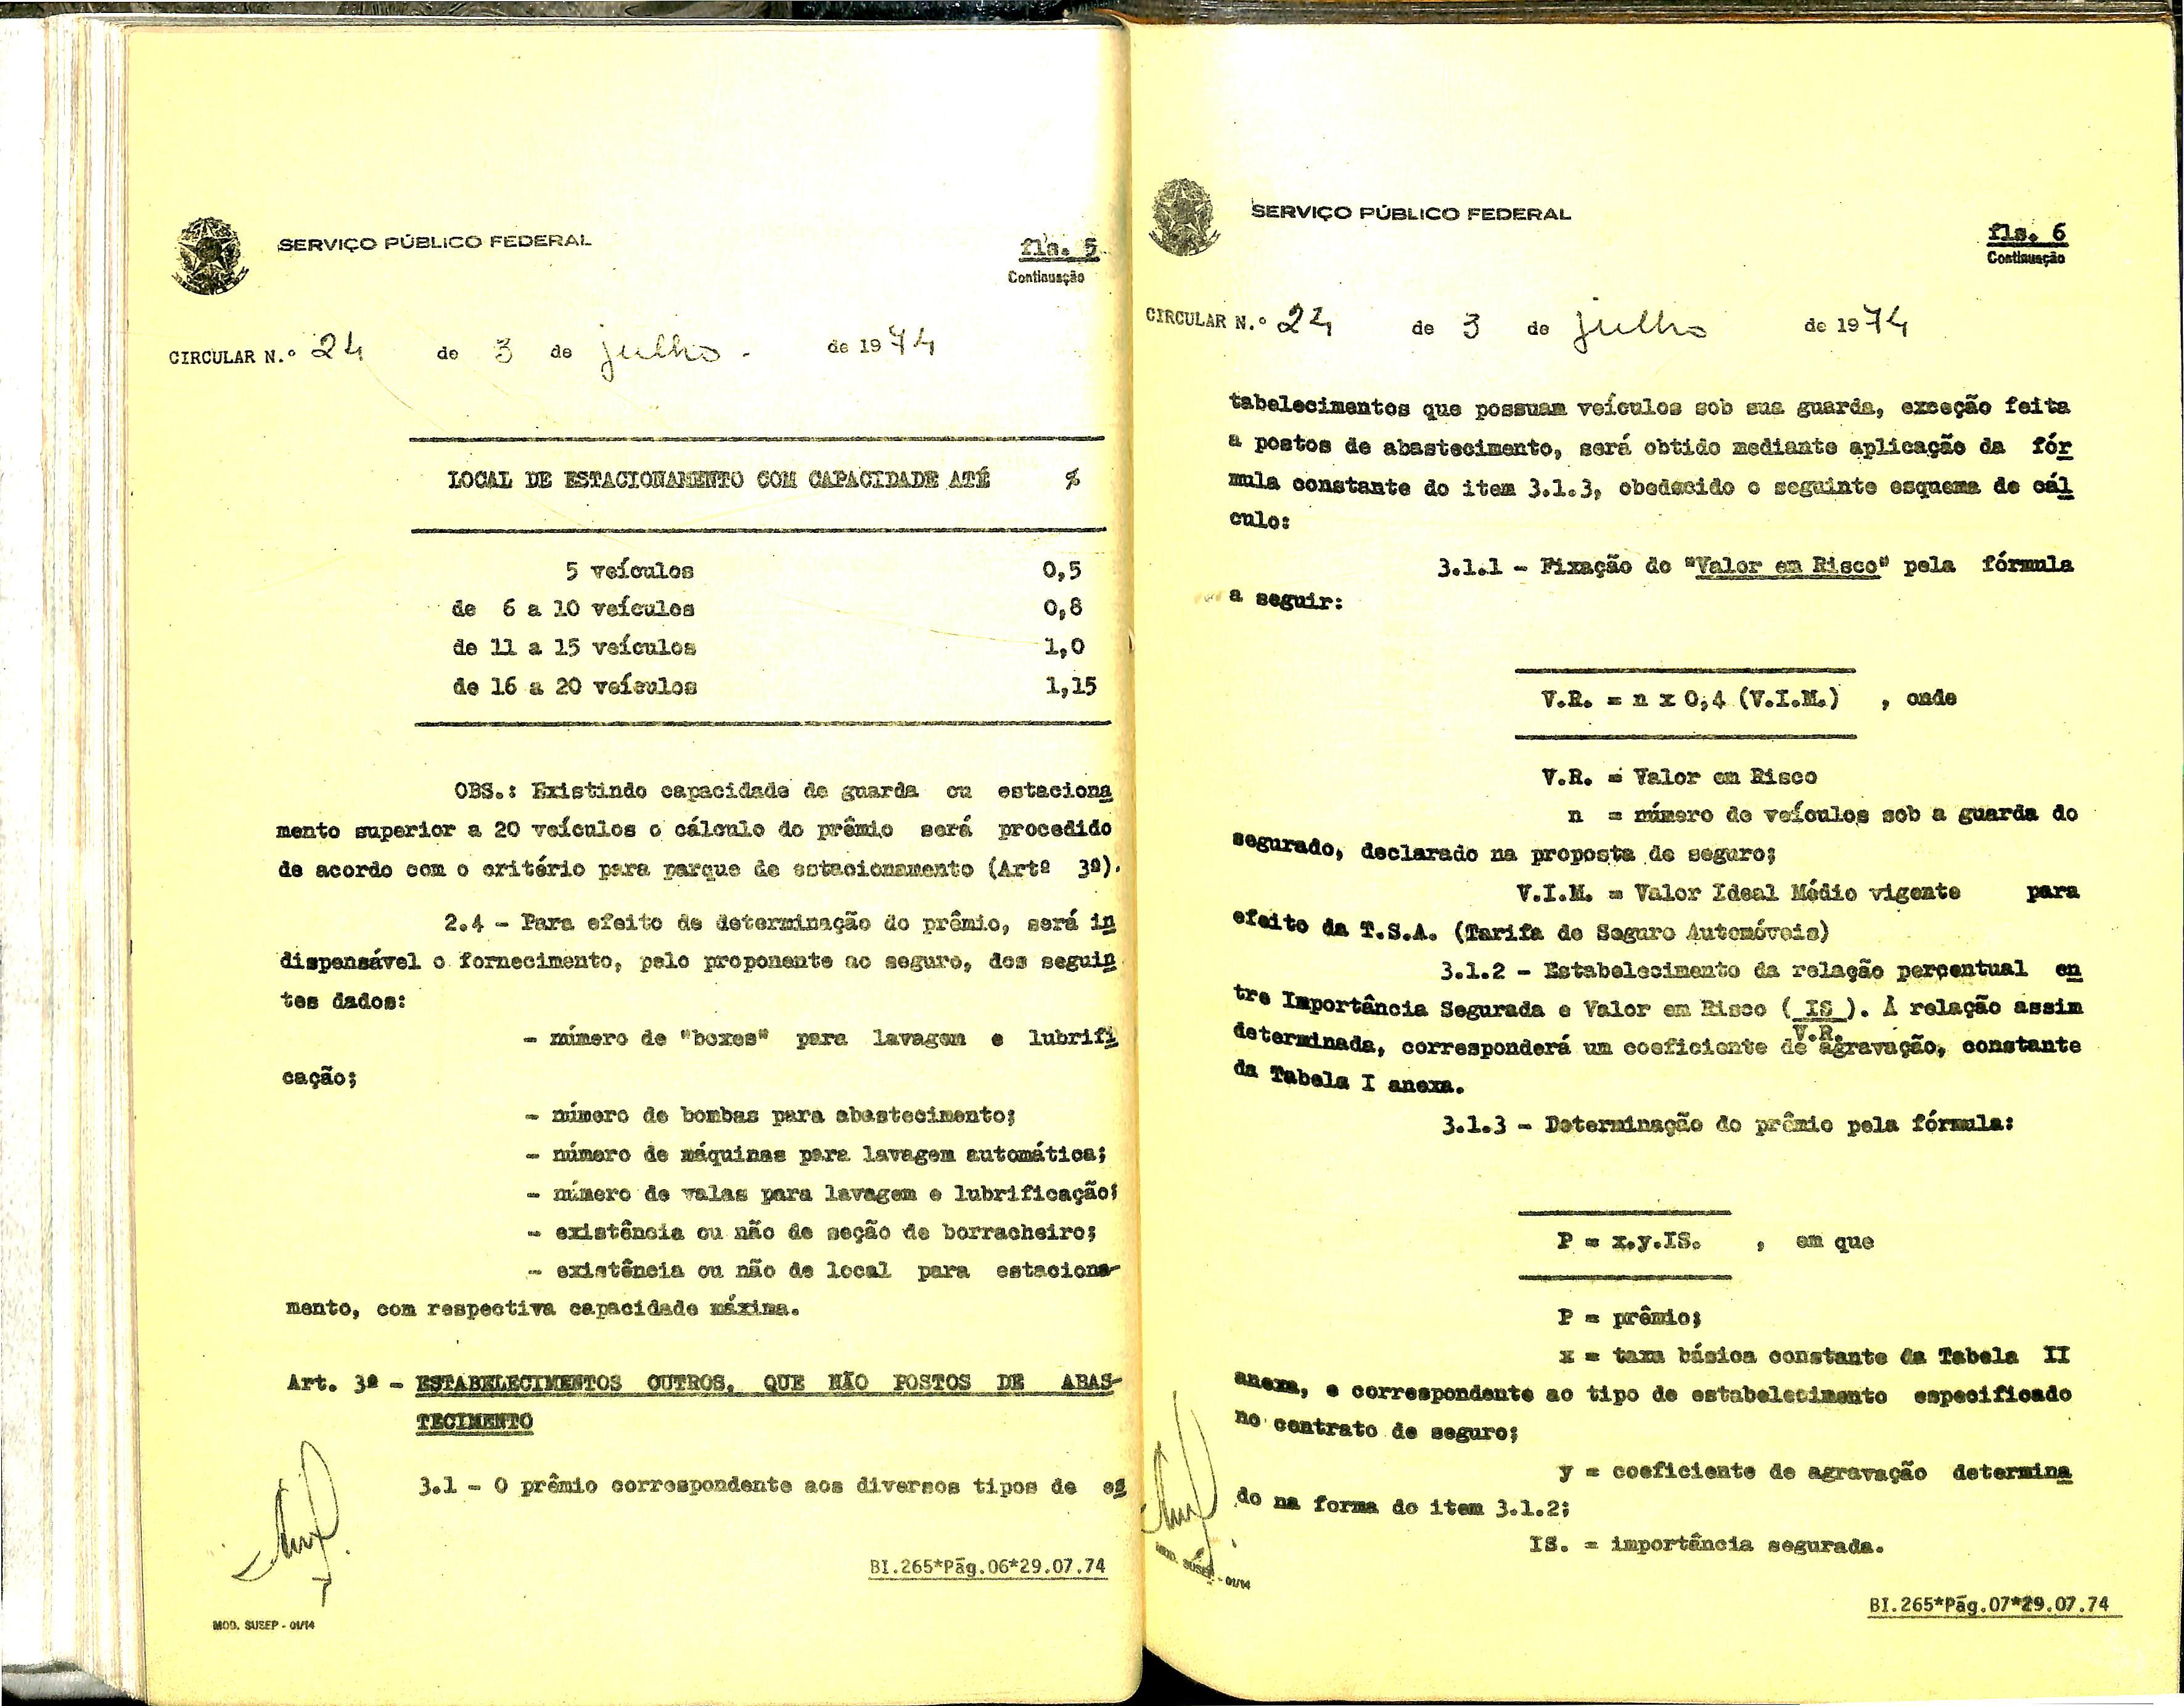 SERVIÇO PÚBLICO FEDERAL
fls. 5
Continuação
CIRCULAR N.º 24 de 3 de julho - de 1974
LOCAL DE ESTACIONAMENTO COM CAPACIDADE ATÉ %
5 veículos 0,5
de 6 a 10 veículos 0,8
de 11 a 15 veículos 1,0
de 16 a 20 veículos 1,15
OBS.: Existindo capacidade de guarda ou estaciona
mento superior a 20 veículos o cálculo do prêmio será procedido
de acordo com o critério para parque de estacionamento (Artº 3º).
2.4 - Para efeito de determinação do prêmio, será in
dispensável o fornecimento, pelo proponente ao seguro, dos seguin
tes dados:
- número de "boxes" para lavagem e lubrifi
cação;
- número de bombas para abastecimento;
- número de máquinas para lavagem automática;
- número de valas para lavagem e lubrificação;
- existência ou não de seção de borracheiro;
- existência ou não de local para estaciona-
mento, com respectiva capacidade máxima.
Art. 3º - ESTABELECIMENTOS OUTROS, QUE NÃO POSTOS DE ABAS-
TECIMENTO
3.1 - O prêmio correspondente aos diversos tipos de es
BI.265*Pág.06*29.07.74
MOD. SUSEP - 01/14
SERVIÇO PÚBLICO FEDERAL
fls. 6
Continuação
CIRCULAR N.º 24 de 3 de julho de 1974
tabelecimentos que possuam veículos sob sua guarda, exceção feita
a postos de abastecimento, será obtido mediante aplicação da fór
mula constante do item 3.1.3, obedecido o seguinte esquema de cál
culo:
3.1.1 - Fixação do "Valor em Risco" pela fórmula
a seguir:
V.R. = n x 0,4 (V.I.M.) , onde
V.R. = Valor em Risco
n = número de veículos sob a guarda do
segurado, declarado na proposta de seguro;
V.I.M. = Valor Ideal Médio vigente para
efeito da T.S.A. (Tarifa de Seguro Automóveis)
3.1.2 - Estabelecimento da relação percentual en
tre Importância Segurada e Valor em Risco ( IS ). À relação assim
V.R.
determinada, corresponderá um coeficiente de agravação, constante
da Tabela I anexa.
3.1.3 - Determinação do prêmio pela fórmula:
P = x.y.IS. , em que
P = prêmio;
x = taxa básica constante da Tabela II
anexa, e correspondente ao tipo de estabelecimento especificado
no contrato de seguro;
y = coeficiente de agravação determina
do na forma do item 3.1.2;
IS. = importância segurada.
MOD. SUSEP - 01/14
BI.265*Pág.07*29.07.74